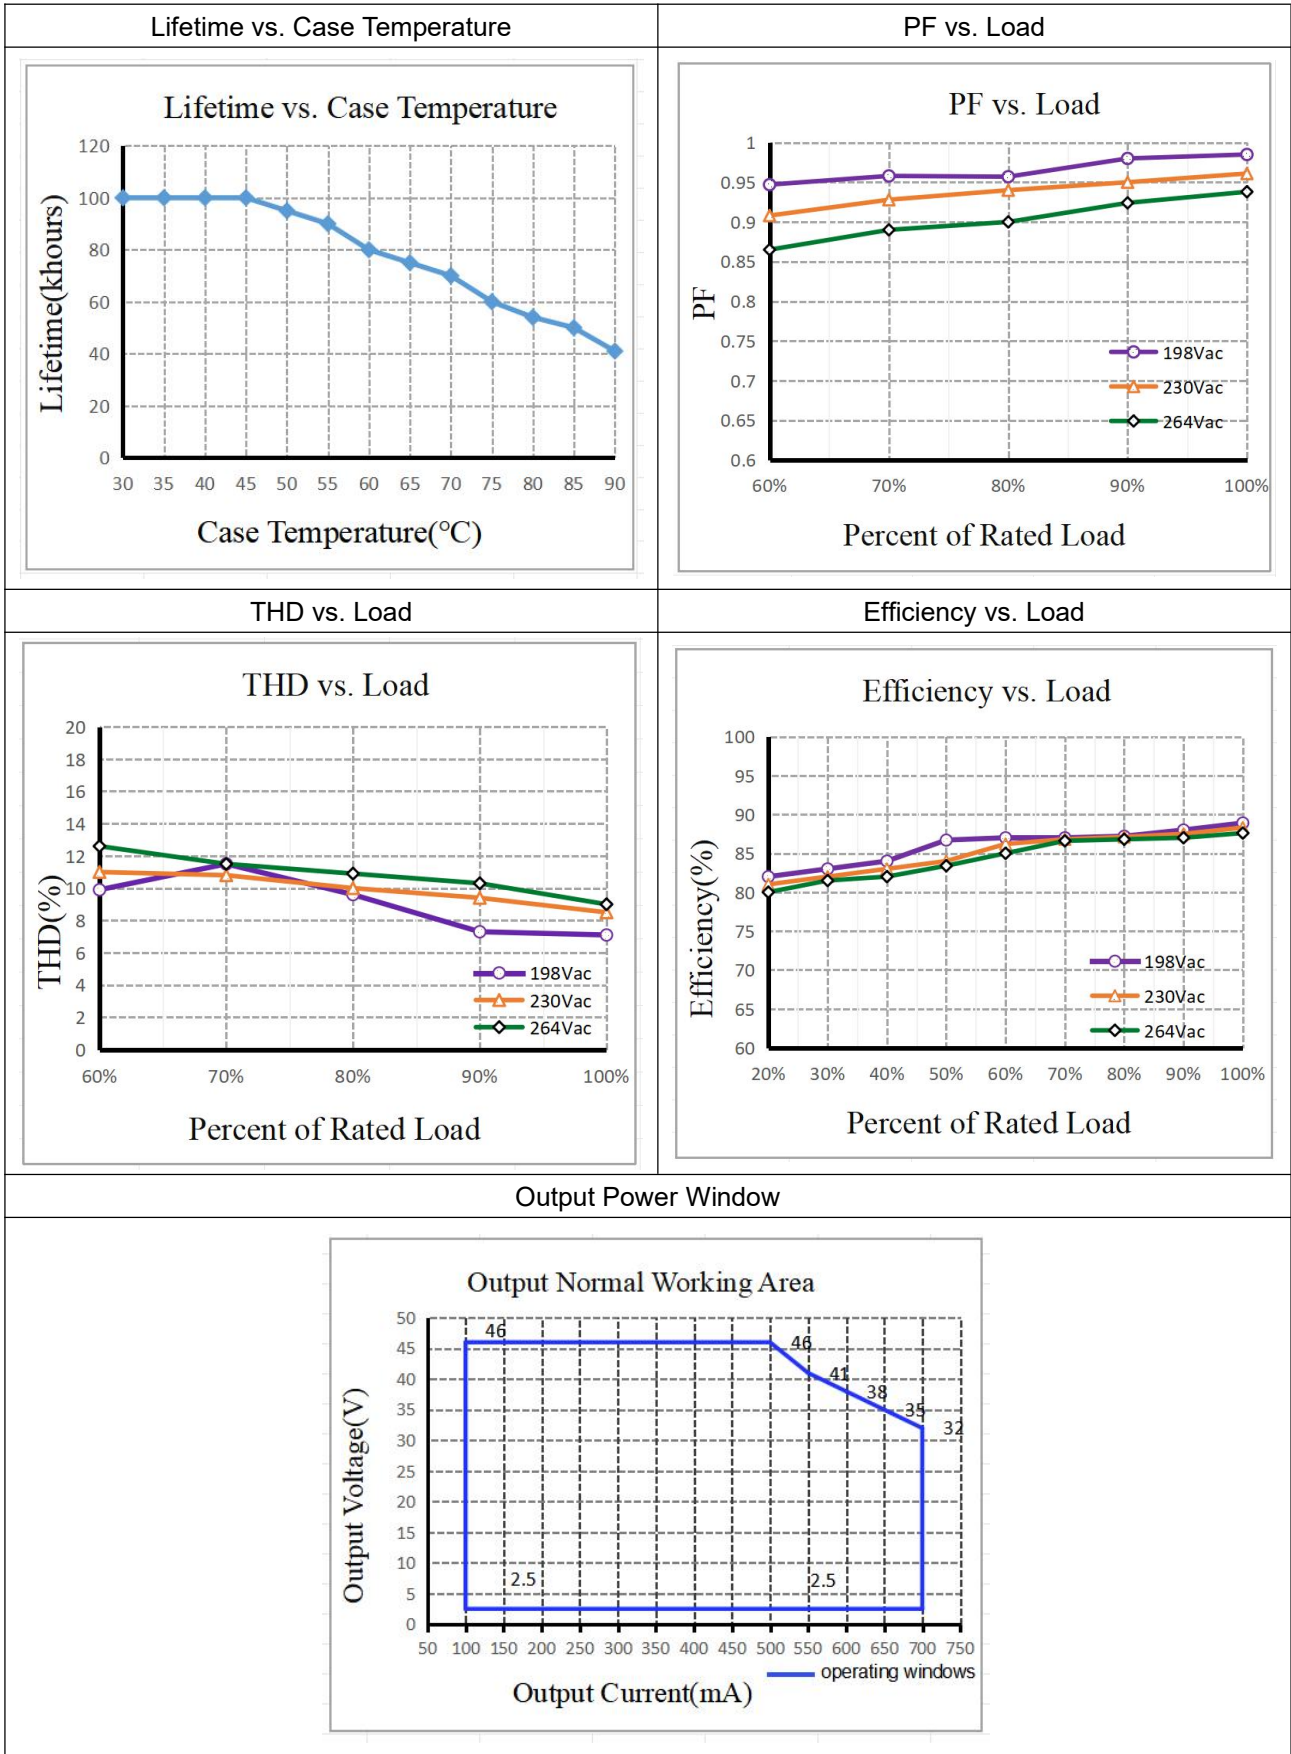 Lifetime vs. Case Temperature
PF vs. Load
Lifetime vs. Case Temperature
120
100
80
60
40
20
0
Lifetime(khours)
30 35 40 45 50 55 60 65 70 75 80 85 90
Case Temperature(°C)
PF vs. Load
1
0.95
0.9
0.85
0.8
0.75
0.7
0.65
0.6
PF
198Vac
230Vac
264Vac
60% 70% 80% 90% 100%
Percent of Rated Load
THD vs. Load
Efficiency vs. Load
THD vs. Load
20
18
16
14
12
10
8
6
4
2
0
THD(%)
198Vac
230Vac
264Vac
60% 70% 80% 90% 100%
Percent of Rated Load
Efficiency vs. Load
100
95
90
85
80
75
70
65
60
Efficiency(%)
198Vac
230Vac
264Vac
20% 30% 40% 50% 60% 70% 80% 90% 100%
Percent of Rated Load
Output Power Window
Output Normal Working Area
50
45
40
35
30
25
20
15
10
5
0
Output Voltage(V)
46
46
41
38
35
32
2.5
2.5
50 100 150 200 250 300 350 400 450 500 550 600 650 700 750
operating windows
Output Current(mA)